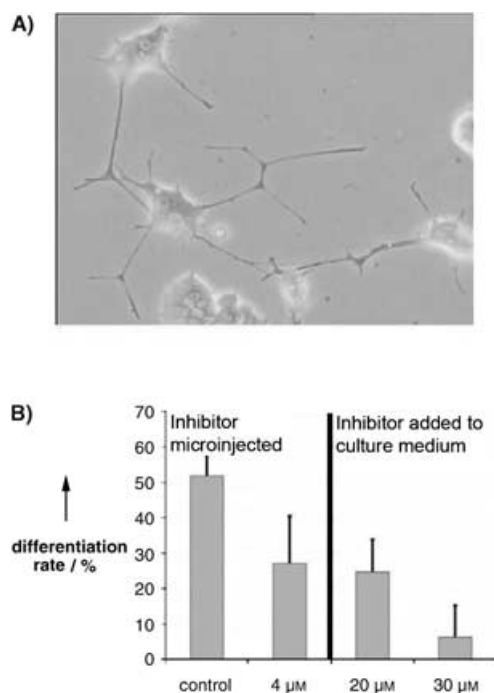 A)
B)
70
60
50
40
30
20
10
0
Inhibitor
microinjected
Inhibitor added to
culture medium
differentiation
rate / %
control
4 µM
20 µM
30 µM